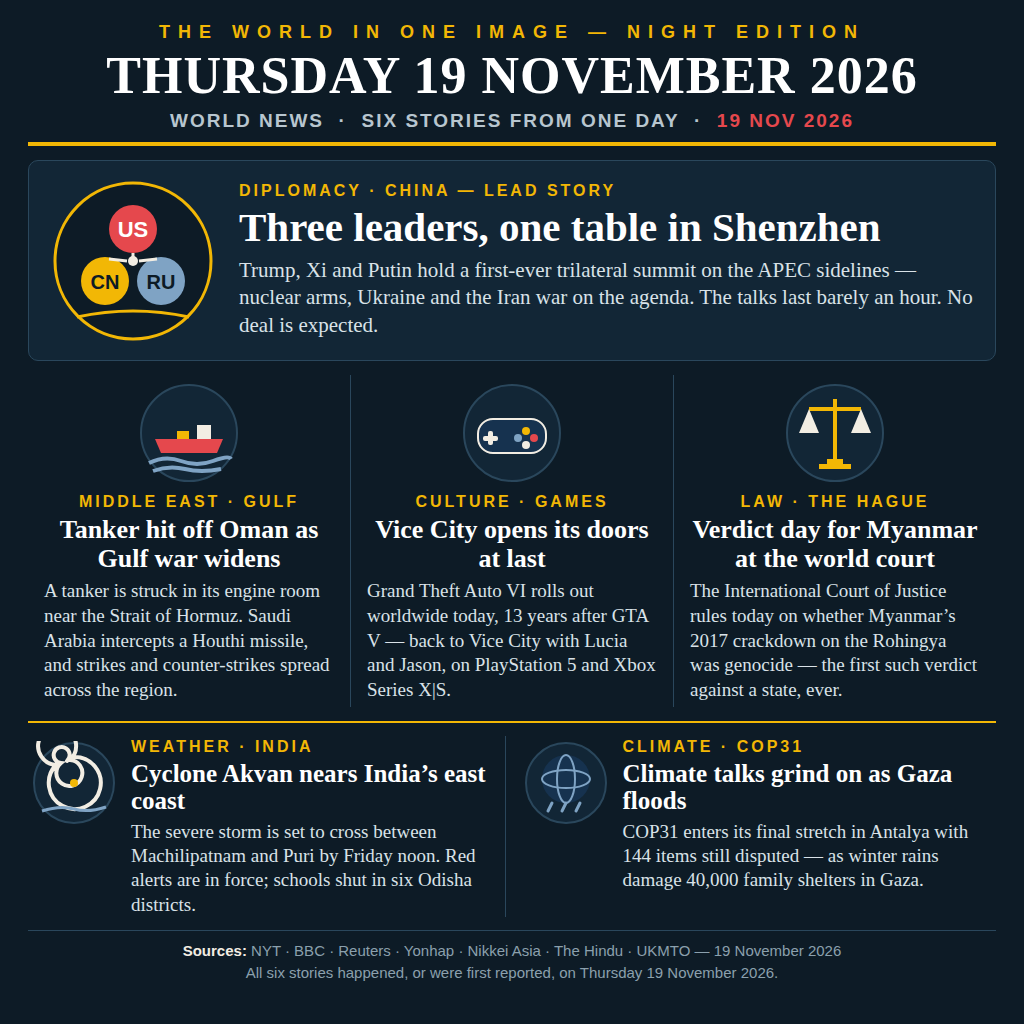 THE WORLD IN ONE IMAGE — NIGHT EDITION
THURSDAY 19 NOVEMBER 2026
WORLD NEWS · SIX STORIES FROM ONE DAY · 19 NOV 2026
US
CN
RU
DIPLOMACY · CHINA — LEAD STORY
Three leaders, one table in Shenzhen
Trump, Xi and Putin hold a first-ever trilateral summit on the APEC sidelines —
nuclear arms, Ukraine and the Iran war on the agenda. The talks last barely an hour. No
deal is expected.
MIDDLE EAST · GULF
Tanker hit off Oman as
Gulf war widens
A tanker is struck in its engine room
near the Strait of Hormuz. Saudi
Arabia intercepts a Houthi missile,
and strikes and counter-strikes spread
across the region.
CULTURE · GAMES
Vice City opens its doors
at last
Grand Theft Auto VI rolls out
worldwide today, 13 years after GTA
V — back to Vice City with Lucia
and Jason, on PlayStation 5 and Xbox
Series X|S.
LAW · THE HAGUE
Verdict day for Myanmar
at the world court
The International Court of Justice
rules today on whether Myanmar’s
2017 crackdown on the Rohingya
was genocide — the first such verdict
against a state, ever.
WEATHER · INDIA
Cyclone Akvan nears India’s east
coast
The severe storm is set to cross between
Machilipatnam and Puri by Friday noon. Red
alerts are in force; schools shut in six Odisha
districts.
CLIMATE · COP31
Climate talks grind on as Gaza
floods
COP31 enters its final stretch in Antalya with
144 items still disputed — as winter rains
damage 40,000 family shelters in Gaza.
Sources: NYT · BBC · Reuters · Yonhap · Nikkei Asia · The Hindu · UKMTO — 19 November 2026
All six stories happened, or were first reported, on Thursday 19 November 2026.